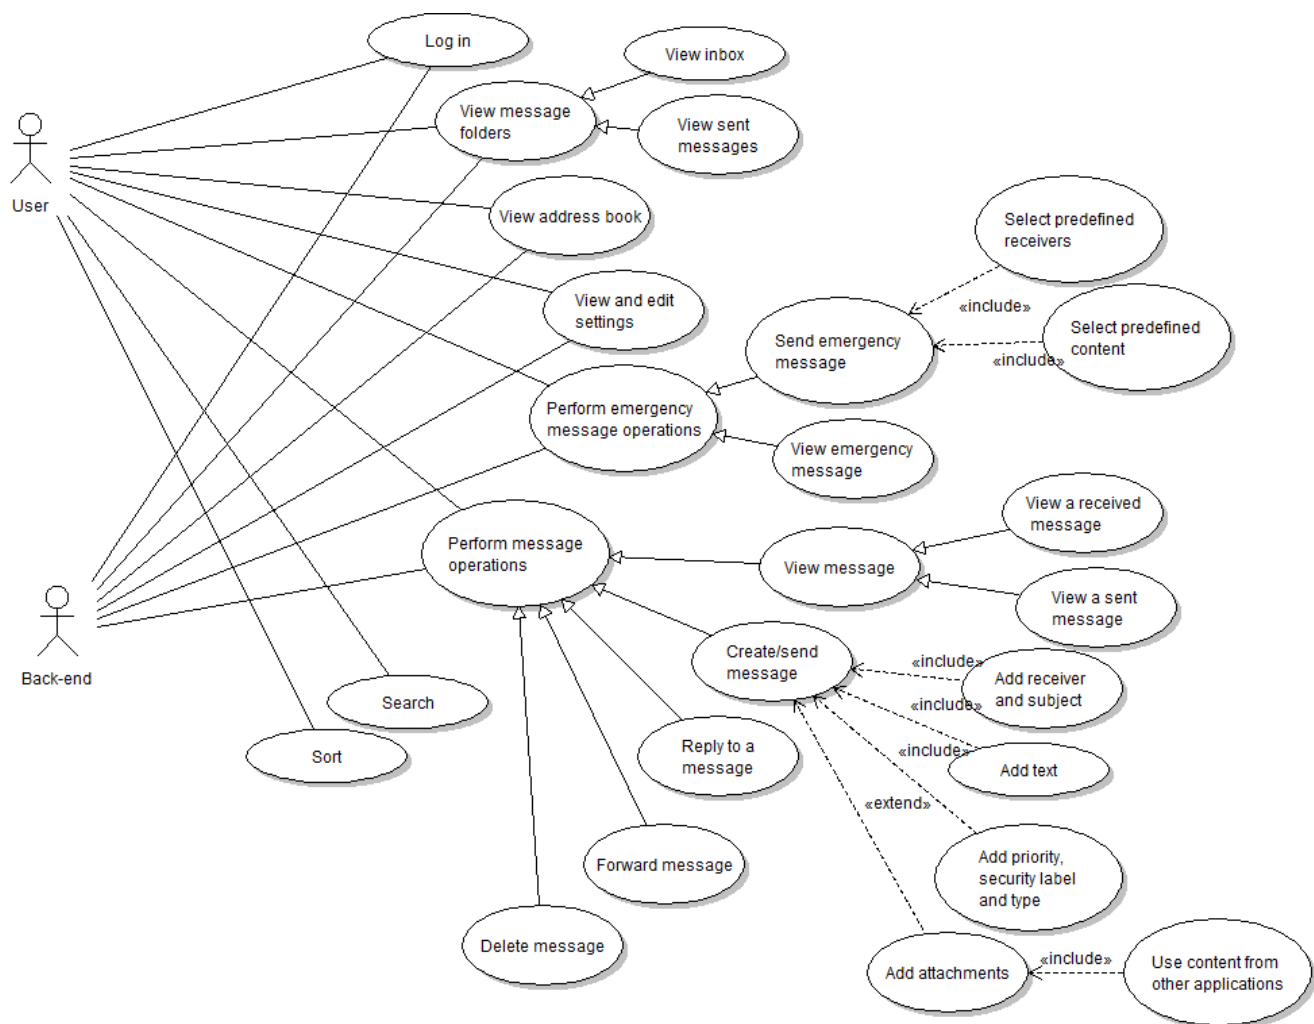 Log in
View inbox
View message
folders
View sent
messages
User
View address book
Select predefined
receivers
View and edit
settings
«include»
Send emergency
message
Select predefined
content
«include»
Perform emergency
message operations
View emergency
message
View a received
message
Perform message
operations
View message
View a sent
message
Back-end
Create/send
message
«include»
Add receiver
and subject
Search
«include»
Sort
Reply to a
message
«include»
Add text
«extend»
Forward message
Add priority,
security label
and type
Delete message
Add attachments
«include»
Use content from
other applications